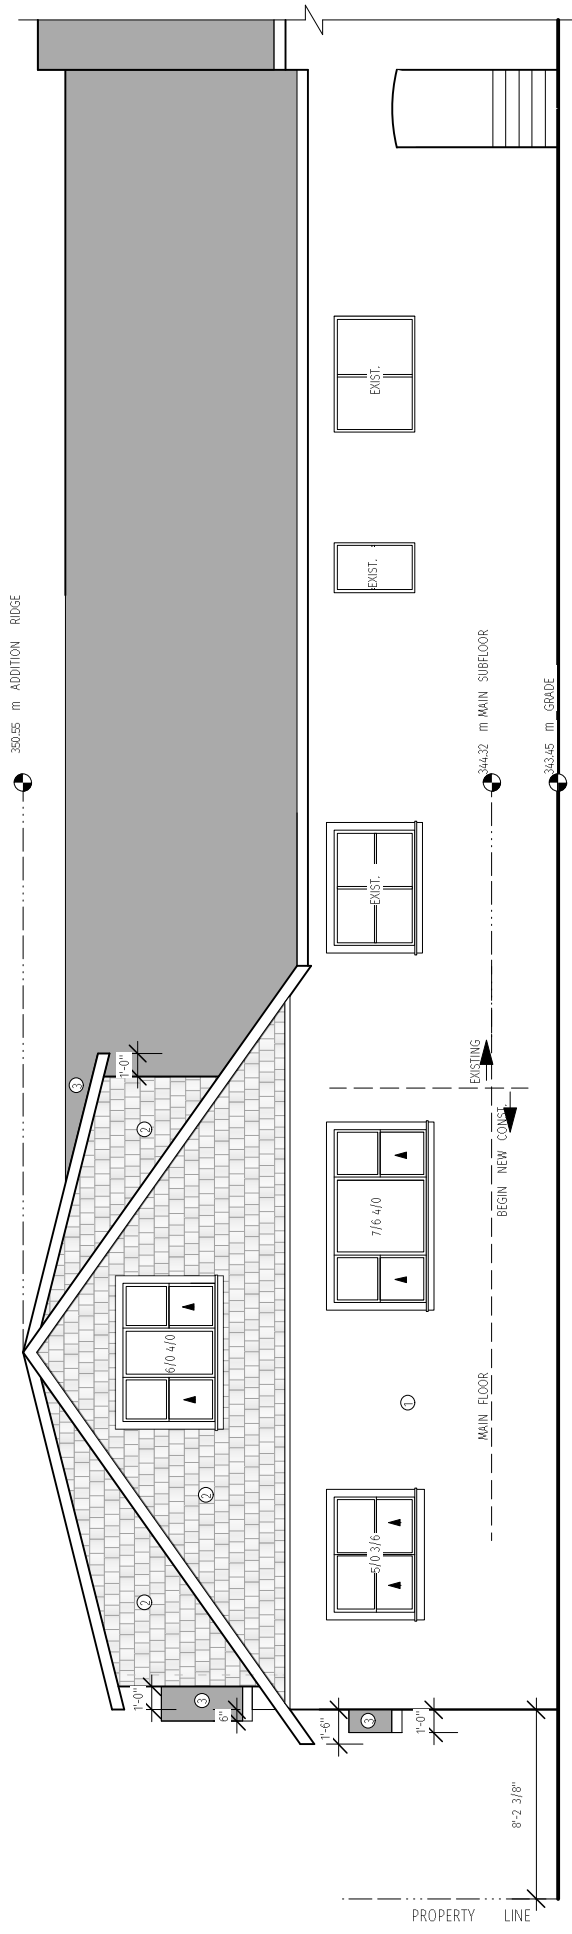 350.55 m ADDITION RIDGE
344.32 m MAIN SUBFLOOR
343.45 m GRADE
EXIST.
EXIST.
EXIST.
EXISTING
BEGIN NEW CONST.
MAIN FLOOR
7/6 4/0
6/0 4/0
5/0 3/6
3
2
2
2
1
3
3
1'-0"
1'-0"
6"
1'-6"
1'-0"
8'-2 3/8"
PROPERTY LINE